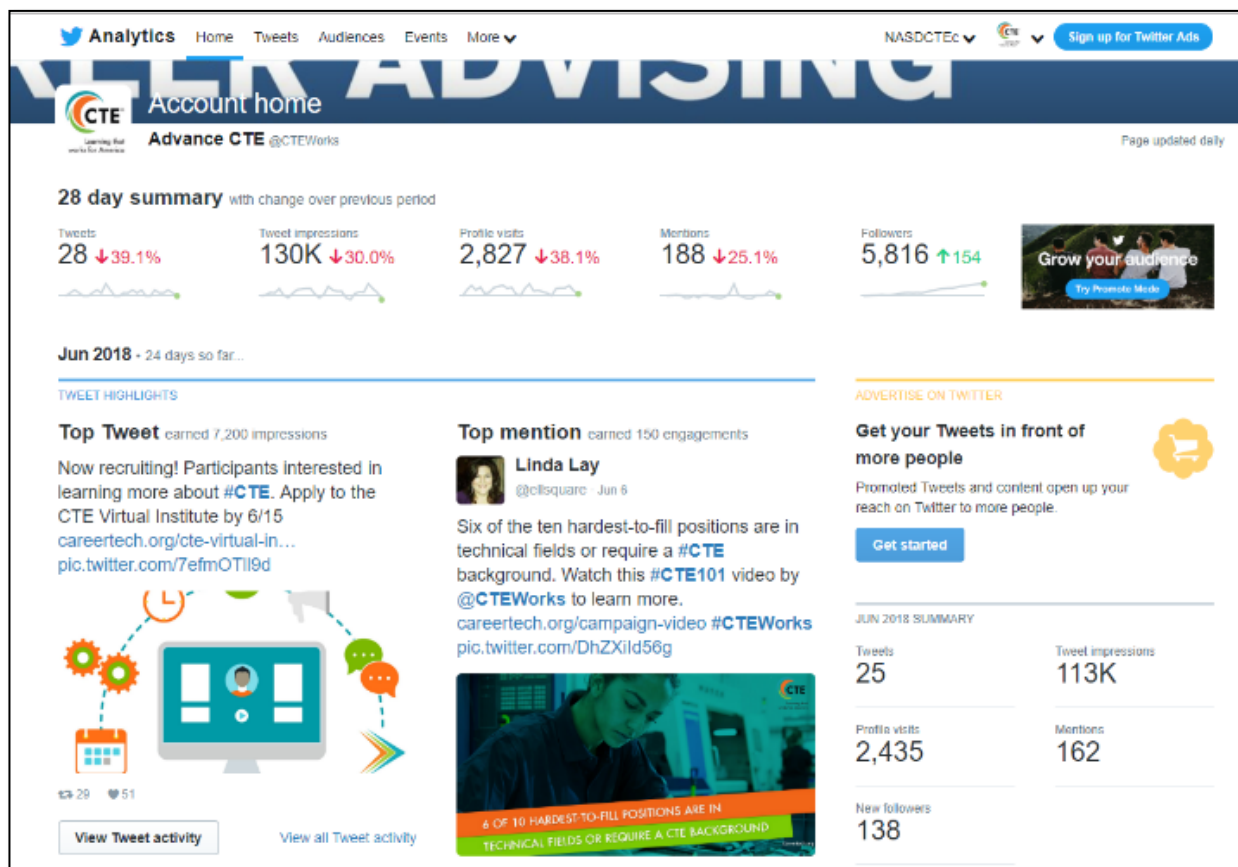 Analytics Home Tweets Audiences Events More
NASDCTEc
Sign up for Twitter Ads
REER ADVISING
CTE
Learning that
works for America
Account home
Advance CTE @CTEWorks
Page updated daily
28 day summary with change over previous period
Tweets
28 ↓39.1%
Tweet impressions
130K ↓30.0%
Profile visits
2,827 ↓38.1%
Mentions
188 ↓25.1%
Followers
5,816 ↑154
Grow your audience
Try Promote Mode
Jun 2018 • 24 days so far...
TWEET HIGHLIGHTS
Top Tweet earned 7,200 impressions
Now recruiting! Participants interested in
learning more about #CTE. Apply to the
CTE Virtual Institute by 6/15
careertech.org/cte-virtual-in…
pic.twitter.com/7efmOTIl9d
29 51
View Tweet activity
View all Tweet activity
Top mention earned 150 engagements
Linda Lay
@ellsquare · Jun 6
Six of the ten hardest-to-fill positions are in
technical fields or require a #CTE
background. Watch this #CTE101 video by
@CTEWorks to learn more.
careertech.org/campaign-video #CTEWorks
pic.twitter.com/DhZXiId56g
CTE
6 OF 10 HARDEST-TO-FILL POSITIONS ARE IN
TECHNICAL FIELDS OR REQUIRE A CTE BACKGROUND
ADVERTISE ON TWITTER
Get your Tweets in front of
more people
Promoted Tweets and content open up your
reach on Twitter to more people.
Get started
JUN 2018 SUMMARY
Tweets
25
Tweet impressions
113K
Profile visits
2,435
Mentions
162
New followers
138